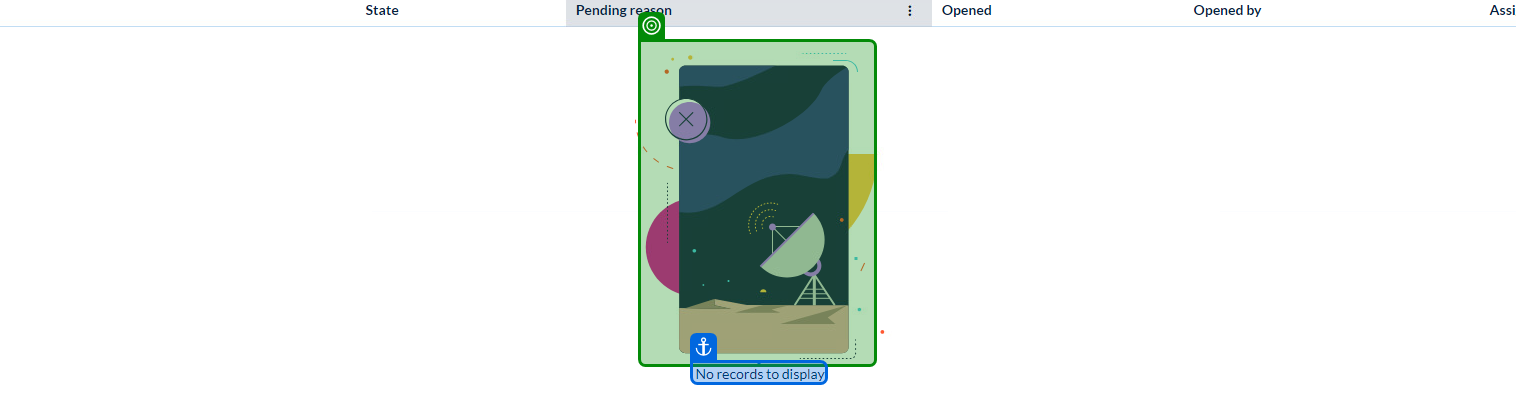 State
Pending reason
Opened
Opened by
Assi
No records to display